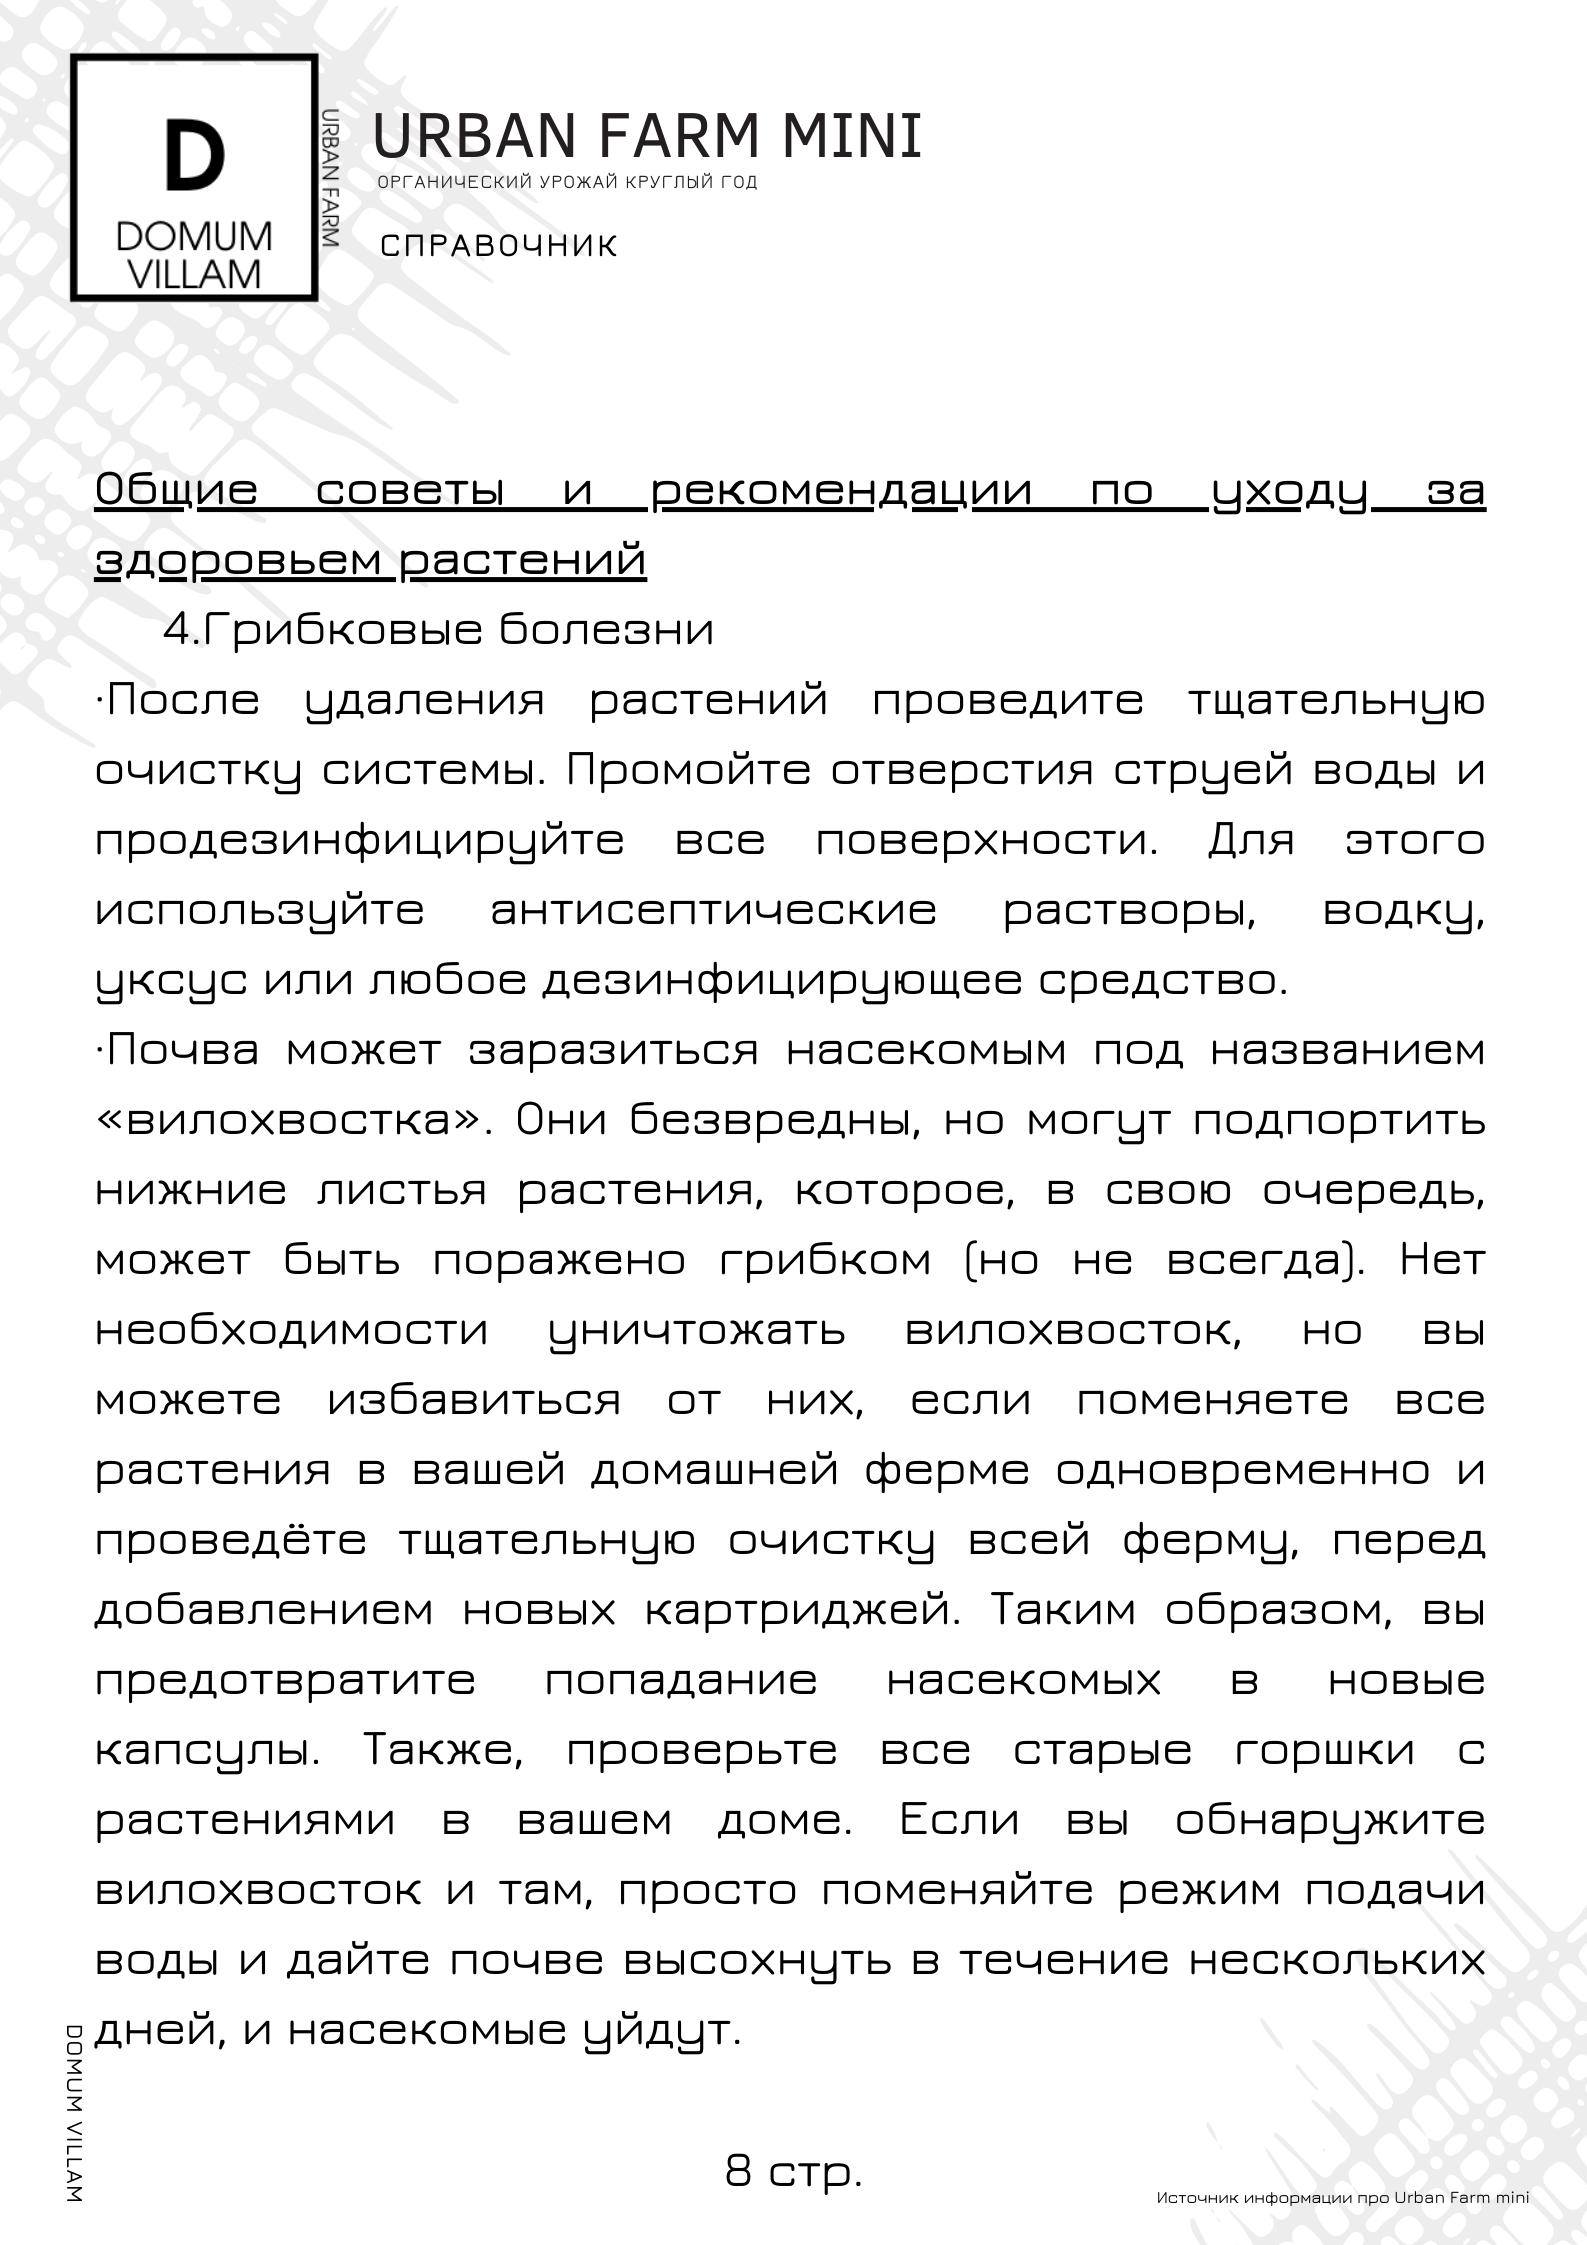 D
DOMUM
VILLAM
URBAN FARM
URBAN FARM MINI
ОРГАНИЧЕСКИЙ УРОЖАЙ КРУГЛЫЙ ГОД
СПРАВОЧНИК
Общие советы и рекомендации по уходу за
здоровьем растений
4.Грибковые болезни
·После удаления растений проведите тщательную
очистку системы. Промойте отверстия струей воды и
продезинфицируйте все поверхности. Для этого
используйте антисептические растворы, водку,
уксус или любое дезинфицирующее средство.
·Почва может заразиться насекомым под названием
«вилохвостка». Они безвредны, но могут подпортить
нижние листья растения, которое, в свою очередь,
может быть поражено грибком (но не всегда). Нет
необходимости уничтожать вилохвосток, но вы
можете избавиться от них, если поменяете все
растения в вашей домашней ферме одновременно и
проведёте тщательную очистку всей ферму, перед
добавлением новых картриджей. Таким образом, вы
предотвратите попадание насекомых в новые
капсулы. Также, проверьте все старые горшки с
растениями в вашем доме. Если вы обнаружите
вилохвосток и там, просто поменяйте режим подачи
воды и дайте почве высохнуть в течение нескольких
дней, и насекомые уйдут.
DOMUM VILLAM
8 стр.
Источник информации про Urban Farm mini